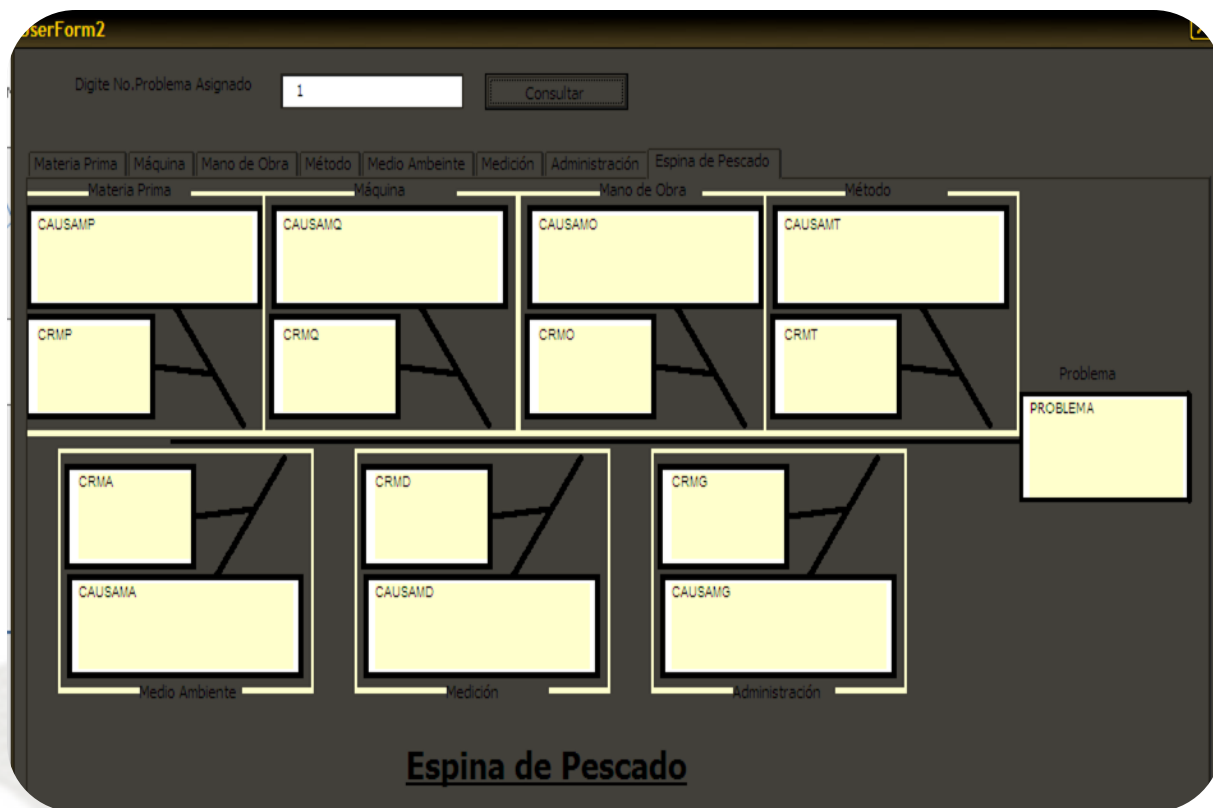 serForm2
Digite No.Problema Asignado
1
Consultar
Materia Prima Máquina Mano de Obra Método Medio Ambeinte Medición Administración Espina de Pescado
Materia Prima Máquina Mano de Obra Método
CAUSAMP CAUSAMQ CAUSAMO CAUSAMT
CRMP CRMQ CRMO CRMT
Problema
PROBLEMA
CRMA CRMD CRMG
CAUSAMA CAUSAMD CAUSAMG
Medio Ambiente Medición Administración
Espina de Pescado